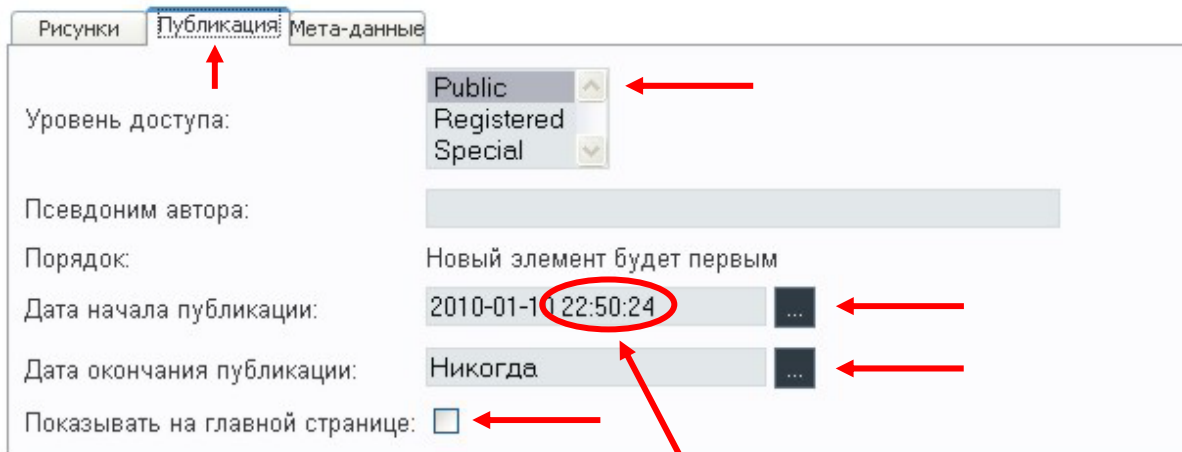 Рисунки Публикация Мета-данные
Public
Уровень доступа: Registered
Special
Псевдоним автора:
Порядок: Новый элемент будет первым
Дата начала публикации: 2010-01-10 22:50:24 ...
Дата окончания публикации: Никогда ...
Показывать на главной странице: